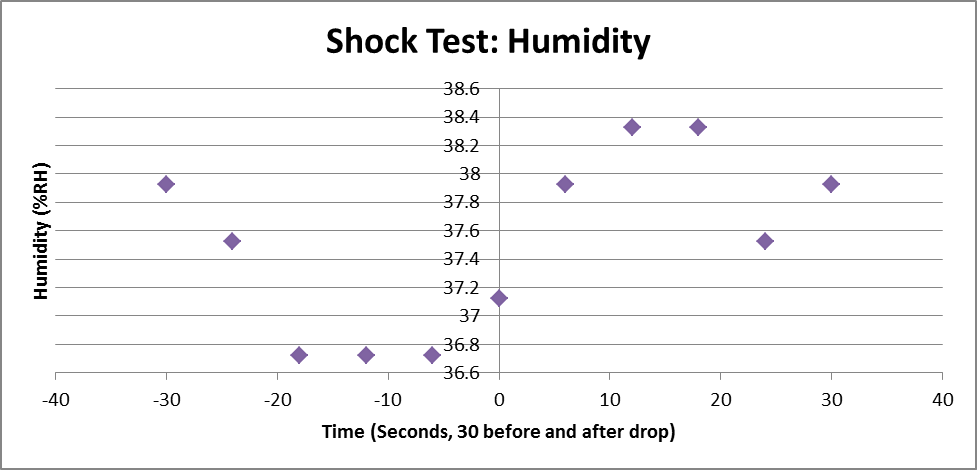 Shock Test: Humidity
38.6
38.4
38.2
38
37.8
37.6
37.4
37.2
37
36.8
36.6
Humidity (%RH)
-40 -30 -20 -10 0 10 20 30 40
Time (Seconds, 30 before and after drop)